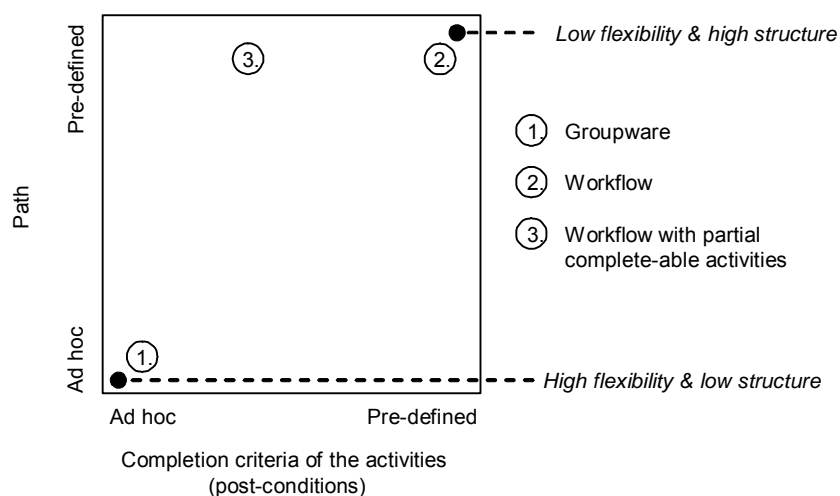 Pre-defined
3.
2.
Low flexibility & high structure
1. Groupware
2. Workflow
3. Workflow with partial
complete-able activities
Path
Ad hoc
1.
High flexibility & low structure
Ad hoc
Pre-defined
Completion criteria of the activities
(post-conditions)